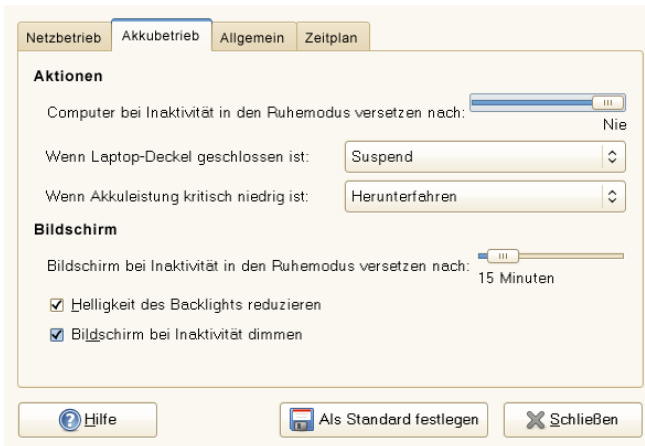 Netzbetrieb Akkubetrieb Allgemein Zeitplan
Aktionen
Computer bei Inaktivität in den Ruhemodus versetzen nach:
Nie
Wenn Laptop-Deckel geschlossen ist: Suspend
Wenn Akkuleistung kritisch niedrig ist: Herunterfahren
Bildschirm
Bildschirm bei Inaktivität in den Ruhemodus versetzen nach:
15 Minuten
Helligkeit des Backlights reduzieren
Bildschirm bei Inaktivität dimmen
Hilfe Als Standard festlegen Schließen